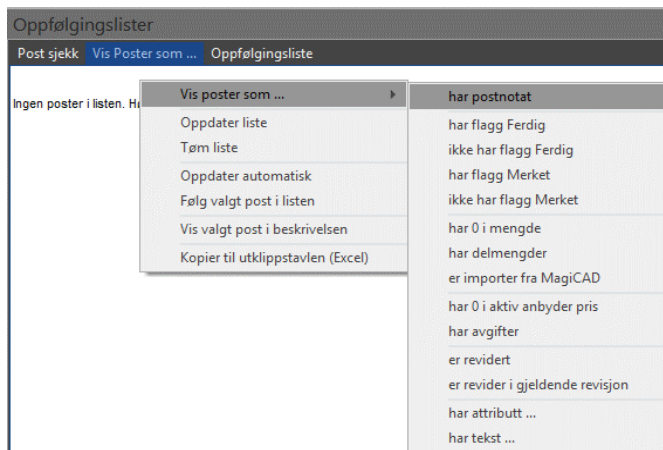 Oppfølgingslister
Post sjekk Vis Poster som ... Oppfølgingsliste
Ingen poster i listen.
Vis poster som ...
Oppdater liste
Tøm liste
Oppdater automatisk
Følg valgt post i listen
Vis valgt post i beskrivelsen
Kopier til utklippstavlen (Excel)
har postnotat
har flagg Ferdig
ikke har flagg Ferdig
har flagg Merket
ikke har flagg Merket
har 0 i mengde
har delmengder
er importer fra MagiCAD
har 0 i aktiv anbyder pris
har avgifter
er revidert
er revider i gjeldende revisjon
har attributt ...
har tekst ...